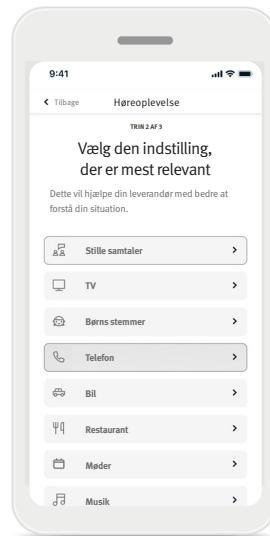 9:41
Tilbage
Høreoplevelse
TRIN 2 AF 3
Vælg den indstilling,
der er mest relevant
Dette vil hjælpe din leverandør med bedre at
forstå din situation.
Stille samtaler
TV
Børns stemmer
Telefon
Bil
Restaurant
Møder
Musik